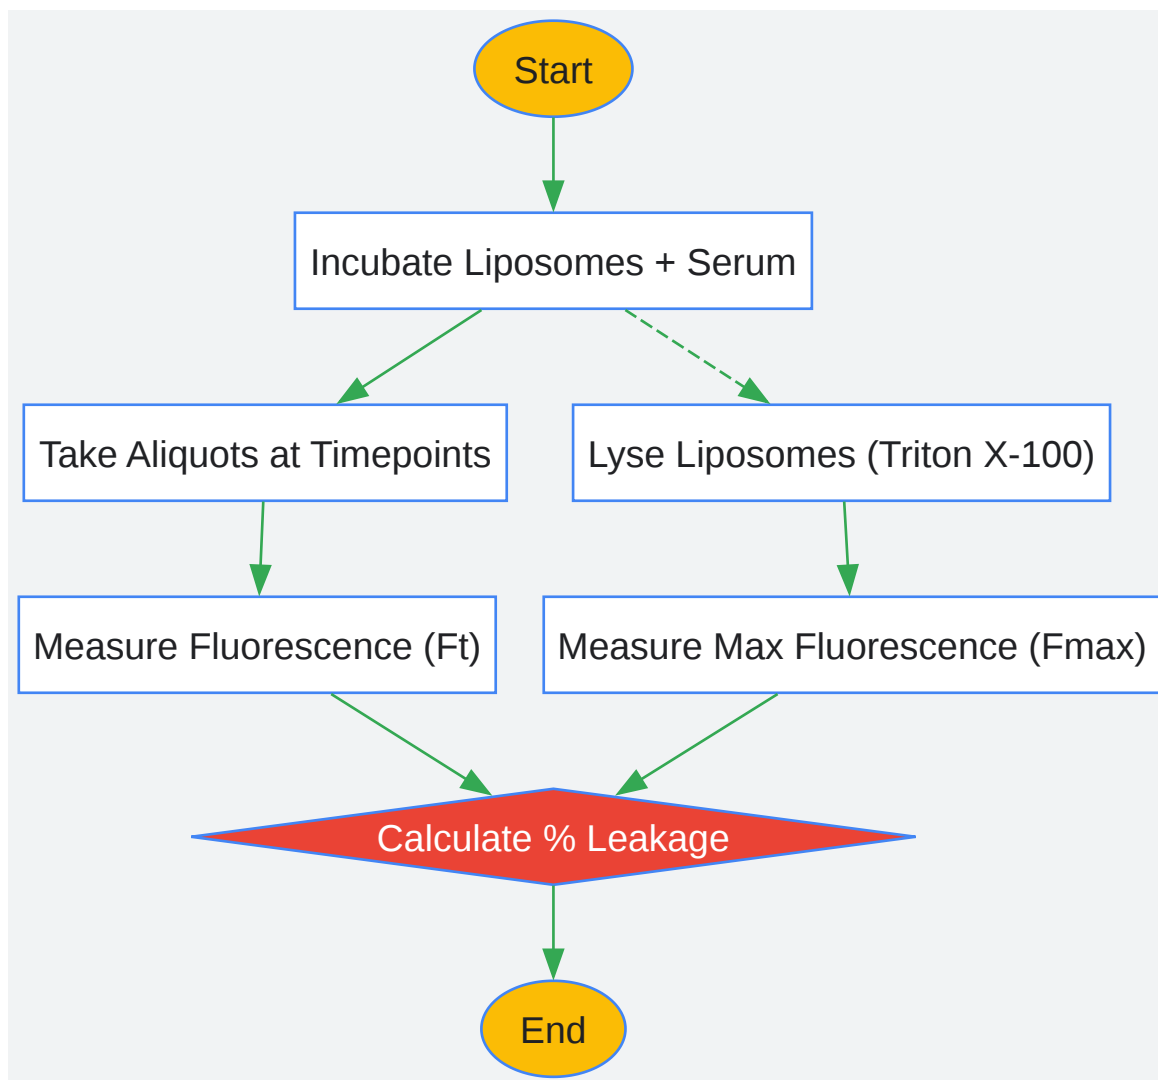 Start
Incubate Liposomes + Serum
Take Aliquots at Timepoints
Lyse Liposomes (Triton X-100)
Measure Fluorescence (Ft)
Measure Max Fluorescence (Fmax)
Calculate % Leakage
End